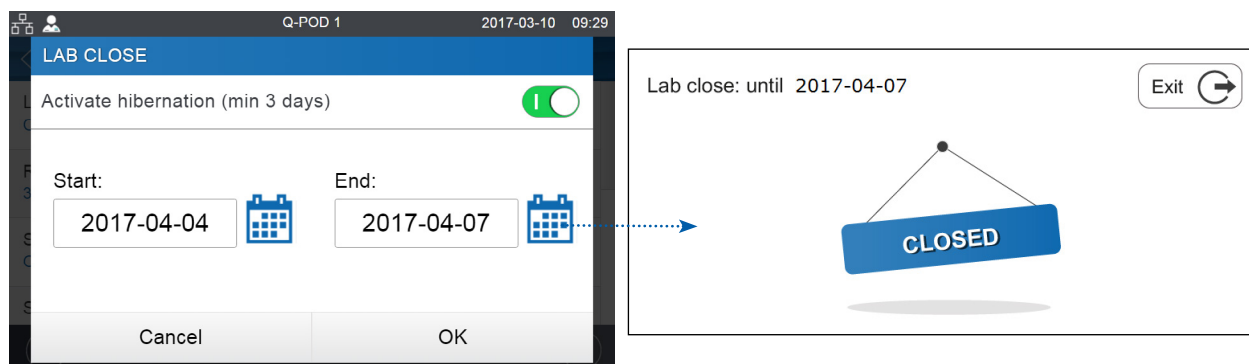 Q-POD 1 2017-03-10 09:29
LAB CLOSE
Activate hibernation (min 3 days)
Start: End:
2017-04-04 2017-04-07
Cancel OK
Lab close: until 2017-04-07 Exit
CLOSED